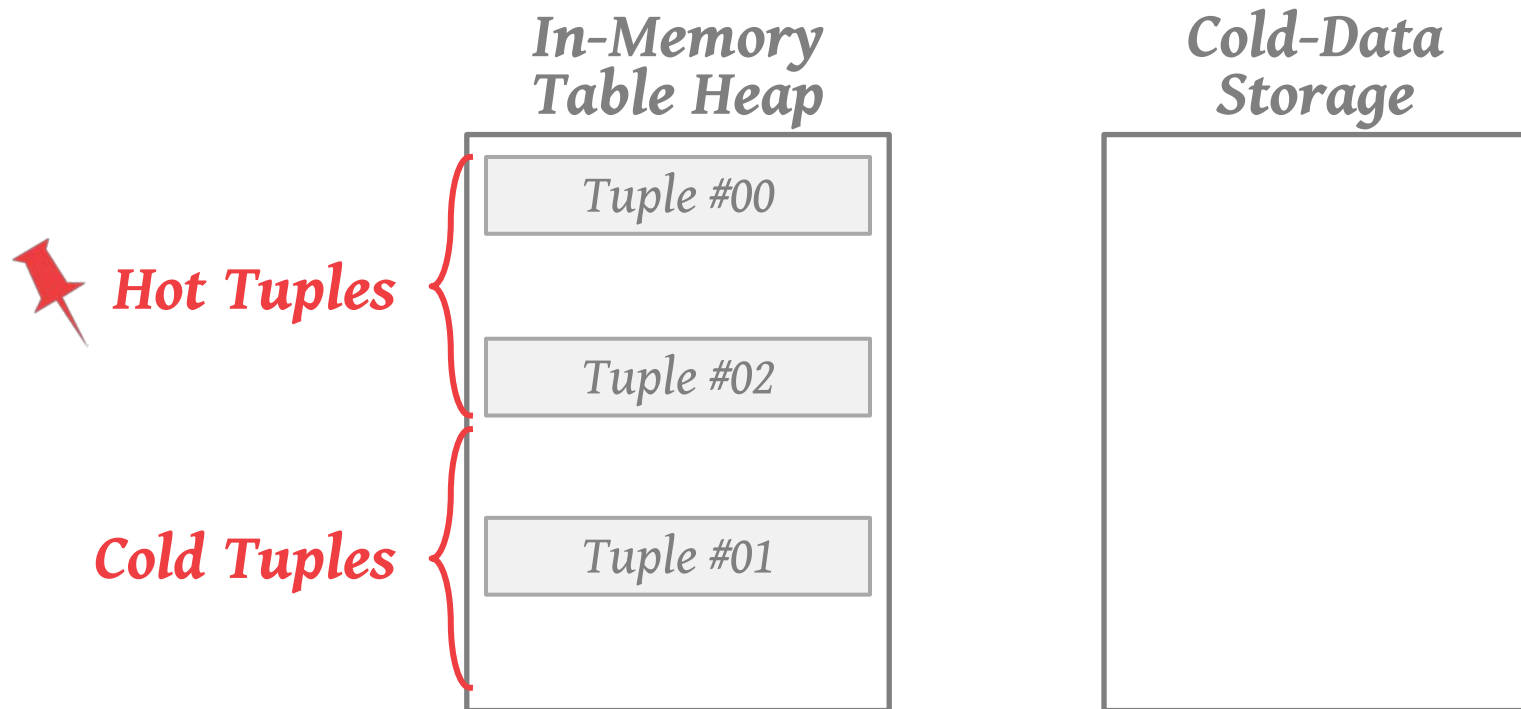 In-Memory
Table Heap
Cold-Data
Storage
Tuple #00
Hot Tuples
Tuple #02
Cold Tuples
Tuple #01